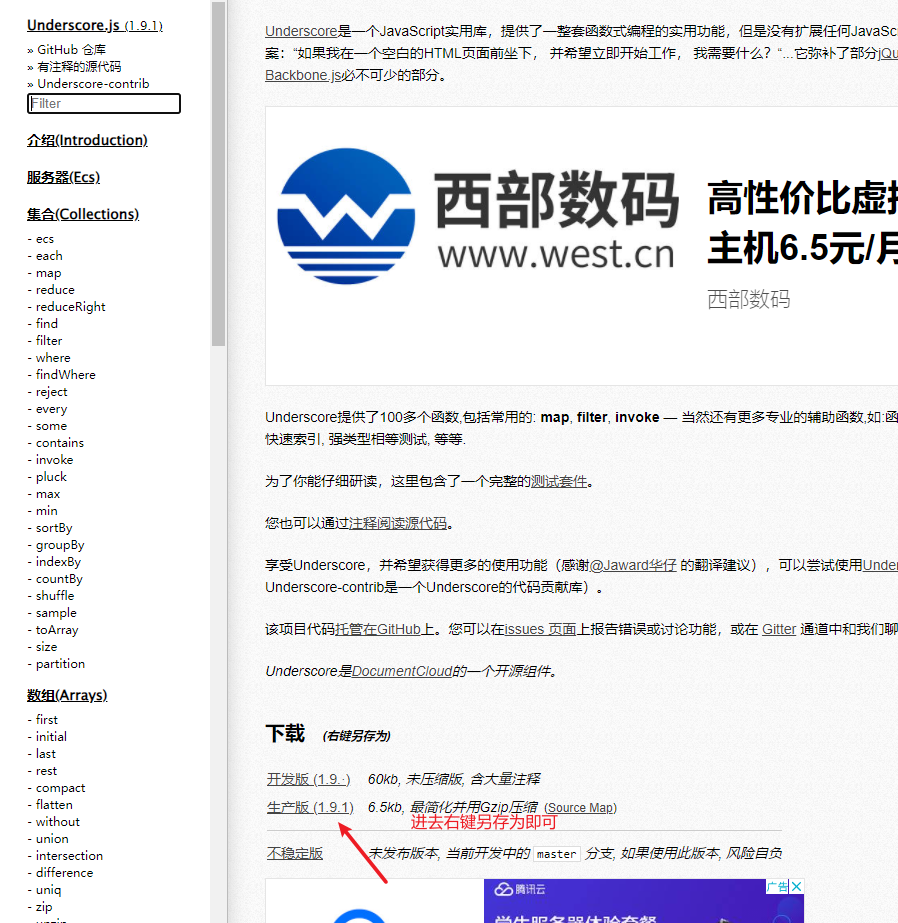 Underscore.js (1.9.1)
» GitHub 仓库
» 有注释的源代码
» Underscore-contrib
Filter
介绍(Introduction)
服务器(Ecs)
集合(Collections)
- ecs
- each
- map
- reduce
- reduceRight
- find
- filter
- where
- findWhere
- reject
- every
- some
- contains
- invoke
- pluck
- max
- min
- sortBy
- groupBy
- indexBy
- countBy
- shuffle
- sample
- toArray
- size
- partition
数组(Arrays)
- first
- initial
- last
- rest
- compact
- flatten
- without
- union
- intersection
- difference
- uniq
- zip
Underscore是一个JavaScript实用库，提供了一整套函数式编程的实用功能，但是没有扩展任何JavaSc
案：“如果我在一个空白的HTML页面前坐下， 并希望立即开始工作， 我需要什么？“...它弥补了部分jQu
Backbone.js必不可少的部分。
西部数码
www.west.cn
高性价比虚拟
主机6.5元/月
西部数码
Underscore提供了100多个函数,包括常用的: map, filter, invoke — 当然还有更多专业的辅助函数,如:函
快速索引, 强类型相等测试, 等等.
为了你能仔细研读，这里包含了一个完整的测试套件。
您也可以通过注释阅读源代码。
享受Underscore，并希望获得更多的使用功能（感谢@Jaward华仔 的翻译建议），可以尝试使用Under
Underscore-contrib是一个Underscore的代码贡献库）。
该项目代码托管在GitHub上。您可以在issues 页面上报告错误或讨论功能，或在 Gitter 通道中和我们聊
Underscore是DocumentCloud的一个开源组件。
下载 (右键另存为)
开发版 (1.9.·) 60kb, 未压缩版, 含大量注释
生产版 (1.9.1) 6.5kb, 最简化并用Gzip压缩 (Source Map)
进去右键另存为即可
不稳定版 未发布版本, 当前开发中的 master 分支, 如果使用此版本, 风险自负
腾讯云
广告
学生服务器体验套餐